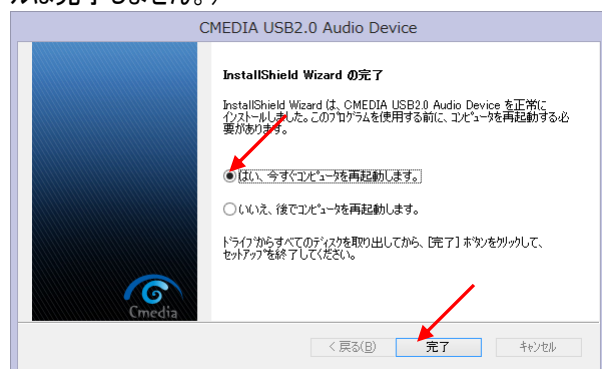 ルは完了しません。）
CMEDIA USB2.0 Audio Device
InstallShield Wizard の完了
InstallShield Wizard は、CMEDIA USB2.0 Audio Device を正常に
インストールしました。このプログラムを使用する前に、コンピュータを再起動する必
要があります。
はい、今すぐコンピュータを再起動します。
いいえ、後でコンピュータを再起動します。
ドライブからすべてのディスクを取り出してから、[完了] ボタンをクリックして、
セットアップを終了してください。
Cmedia
< 戻る(B)
完了
キャンセル